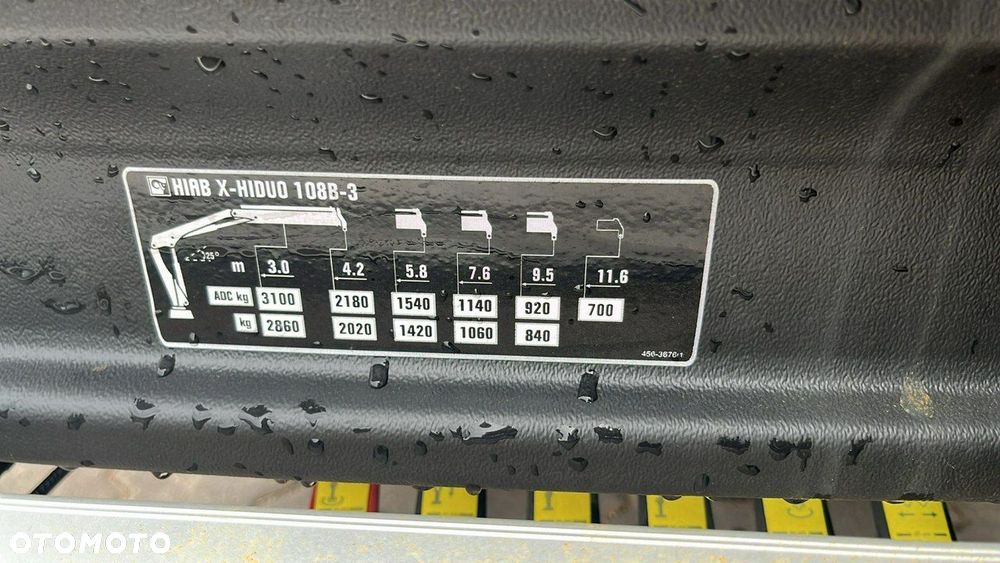 HIAB X-HIDUO 108B-3
25°
m 3.0 4.2 5.8 7.6 9.5 11.6
ADC kg 3100 2180 1540 1140 920 700
kg 2860 2020 1420 1060 840
OTOMOTO